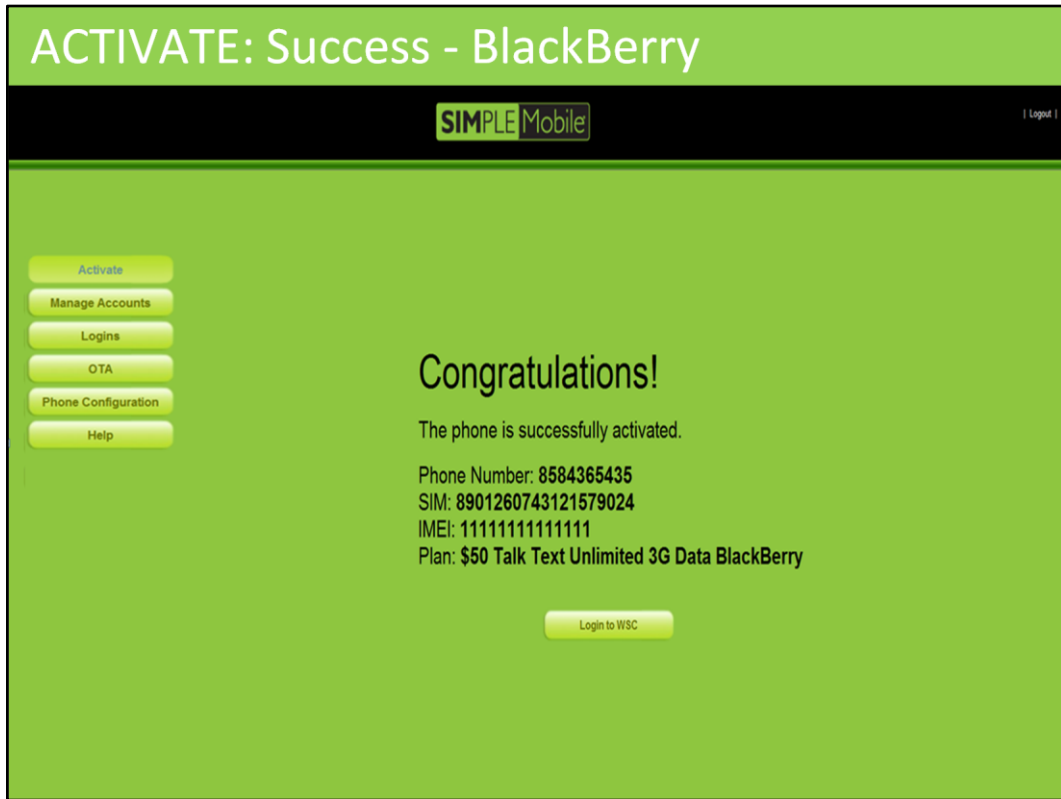 ACTIVATE: Success - BlackBerry
SIMPLE Mobile
| Logout |
Activate
Manage Accounts
Logins
OTA
Phone Configuration
Help
Congratulations!
The phone is successfully activated.
Phone Number: 8584365435
SIM: 8901260743121579024
IMEI: 11111111111111
Plan: $50 Talk Text Unlimited 3G Data BlackBerry
Login to WSC